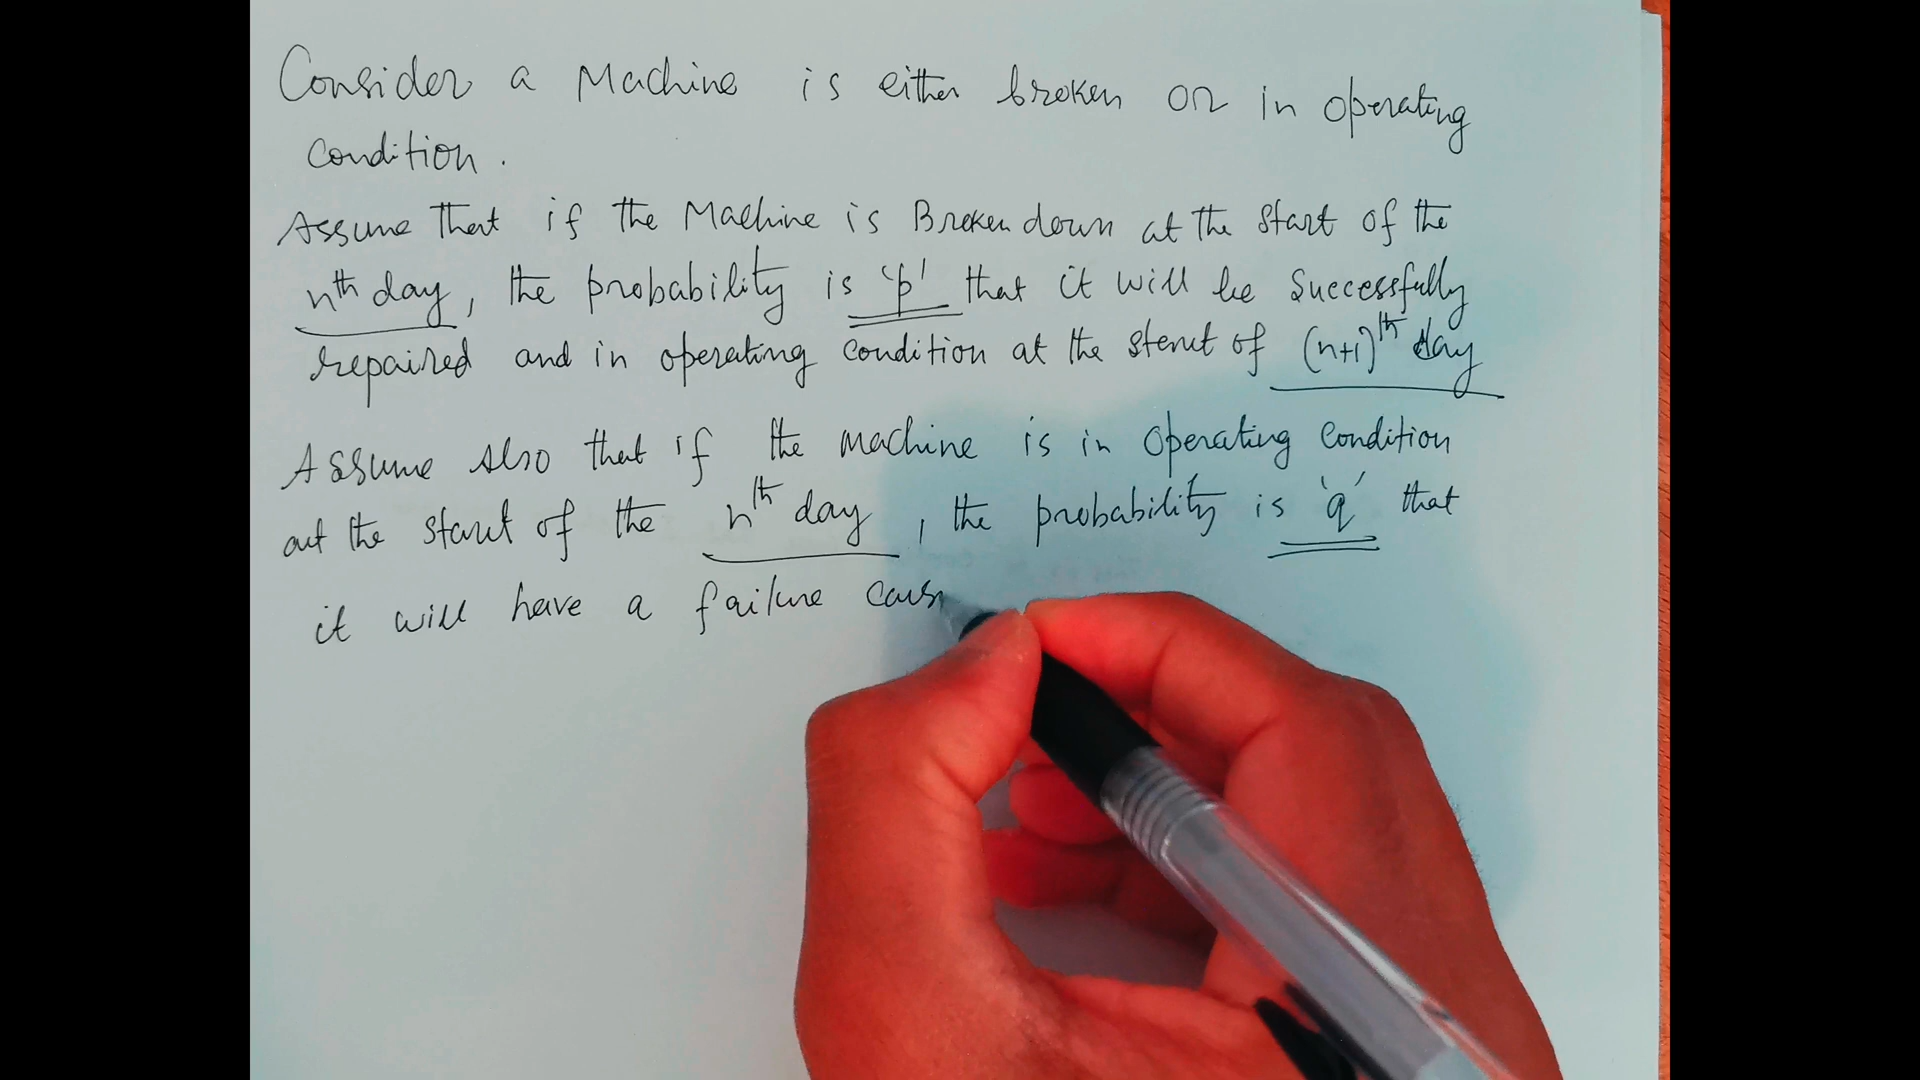 Consider a Machine is either broken or in operating
condition.
Assume that if the Machine is Broken down at the start of the
nth day, the probability is 'p' that it will be successfully
repaired and in operating condition at the start of (n+1)th day
Assume also that if the machine is in operating condition
at the start of the nth day, the probability is 'q' that
it will have a failure caus